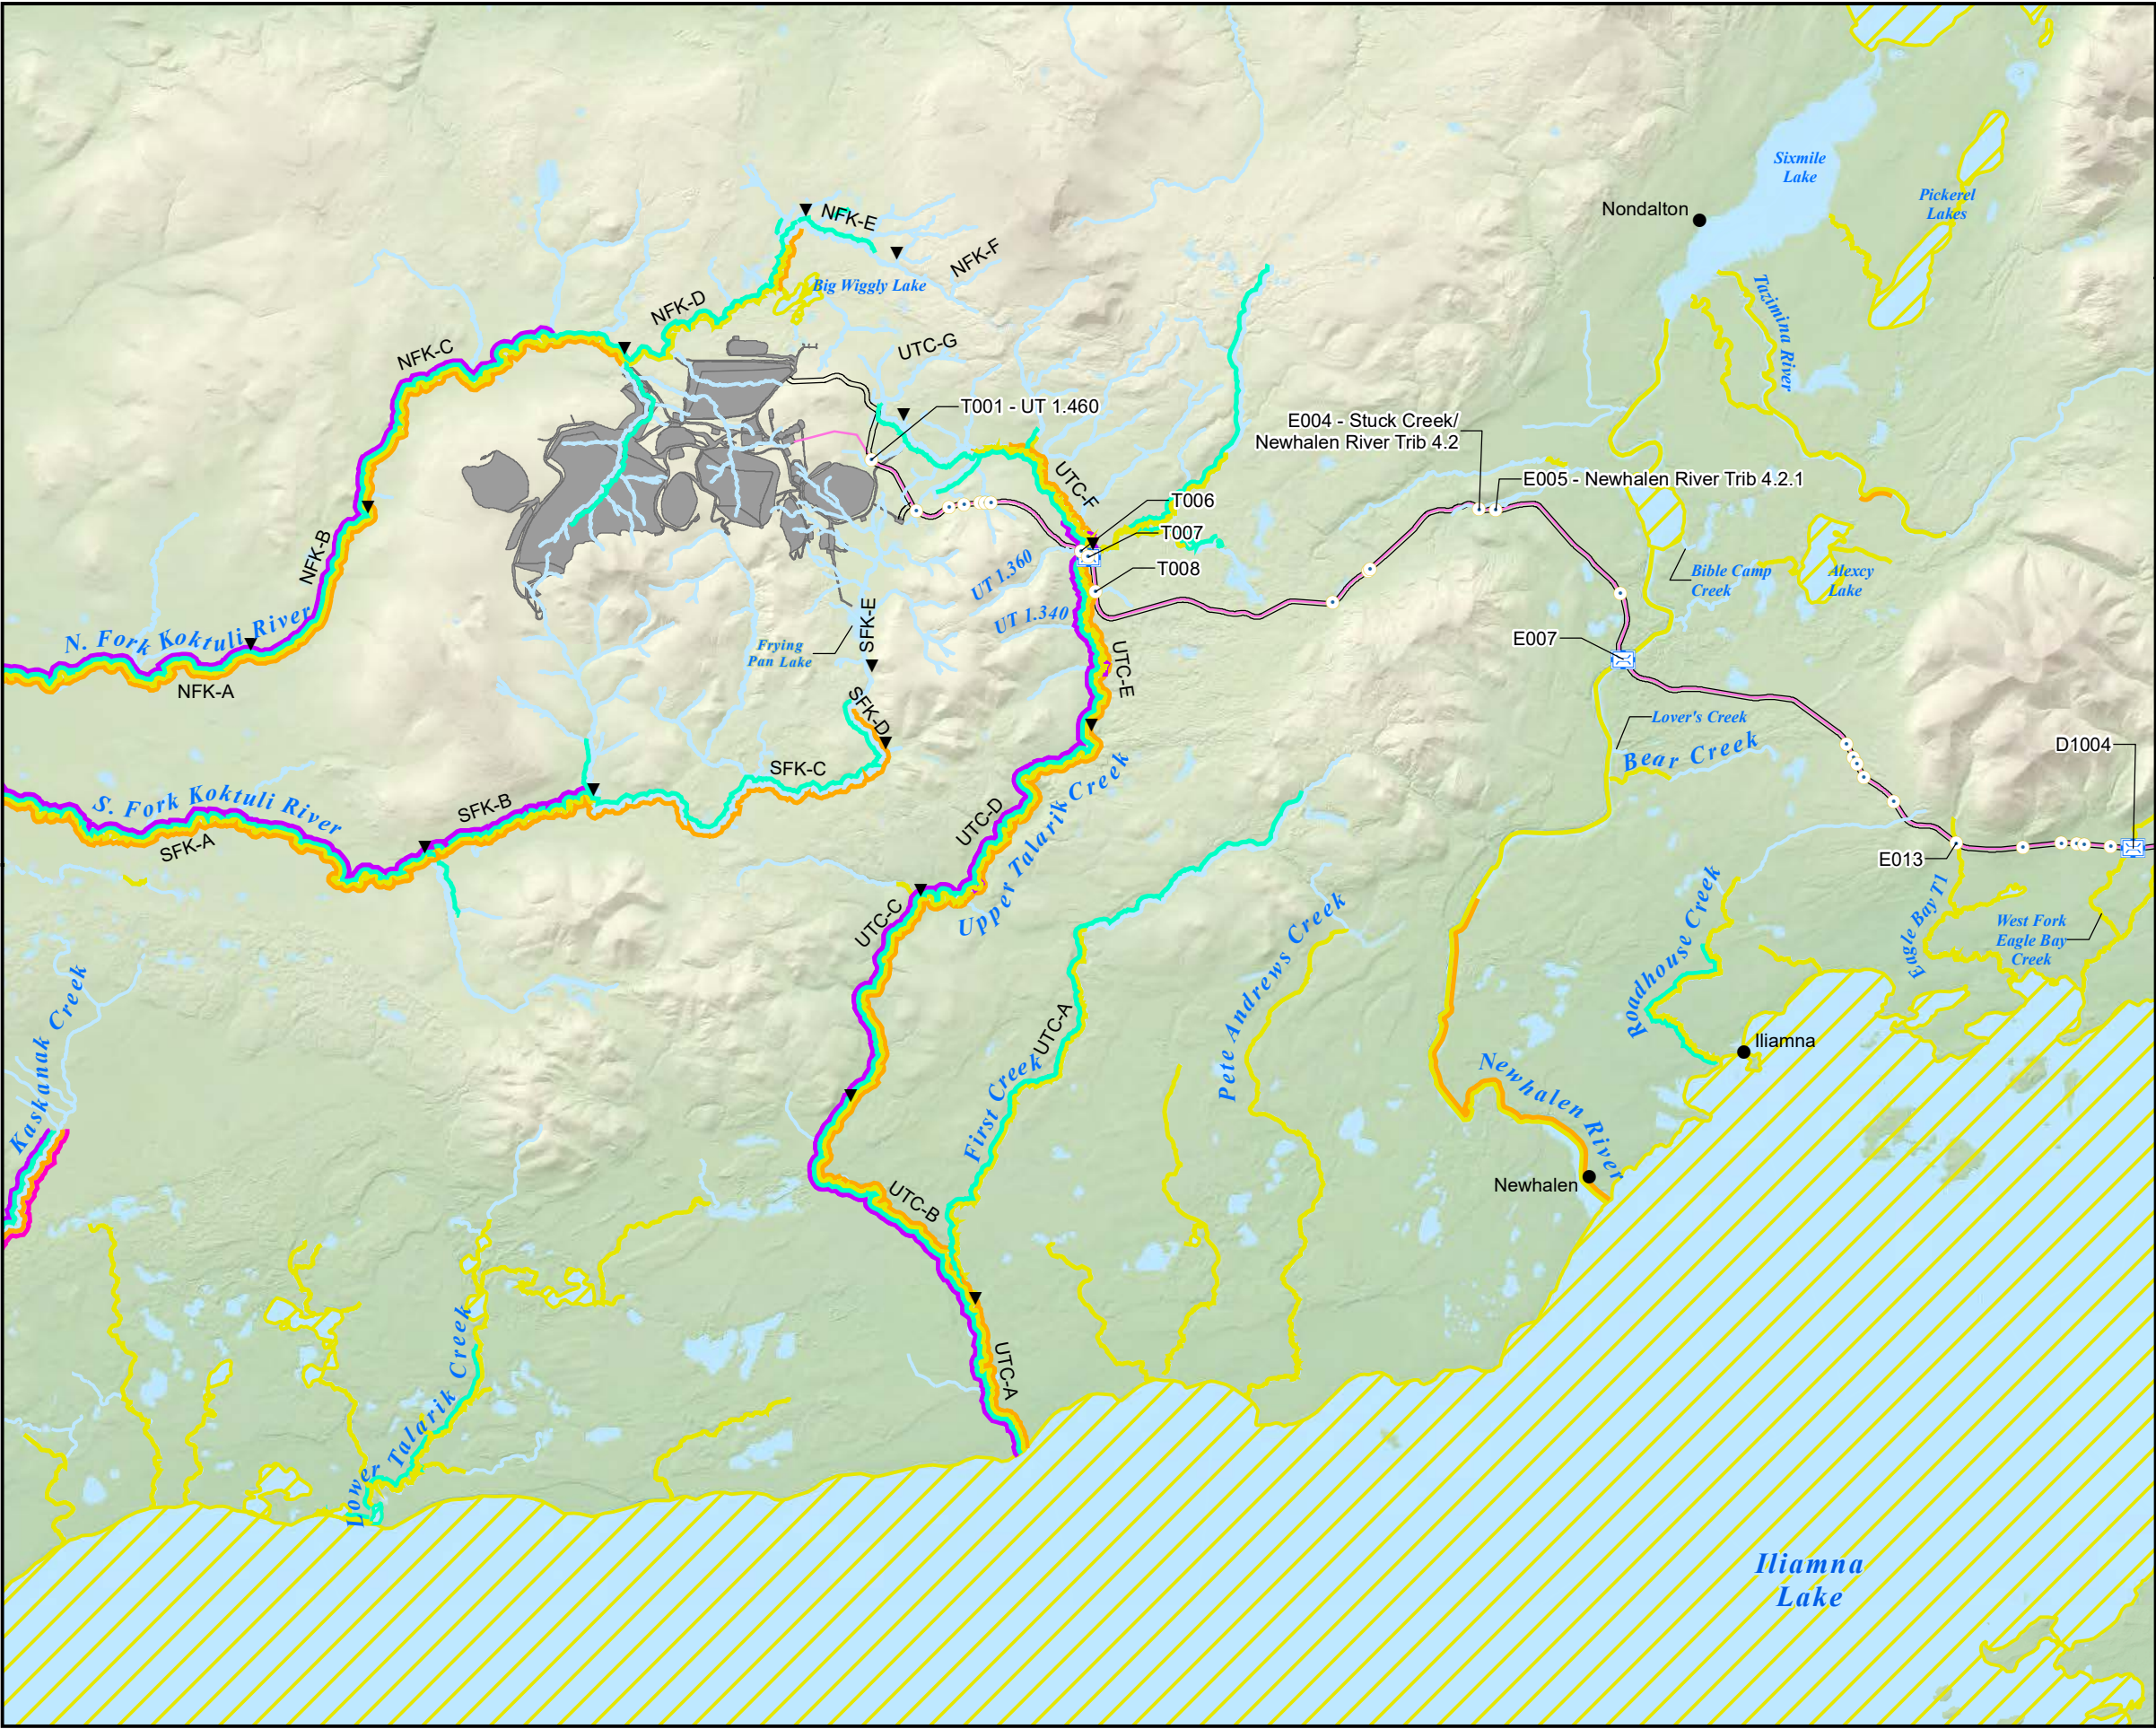 Sixmile
Lake
Pickerel
Lakes
Nondalton
NFK-E
NFK-F
Big Wiggly Lake
Tazimina River
NFK-D
NFK-C
UTC-G
T001 - UT 1.460
E004 - Stuck Creek/
Newhalen River Trib 4.2
E005 - Newhalen River Trib 4.2.1
UTC-F
T006
T007
T008
NFK-B
UT 1.360
UT 1.340
Bible Camp
Creek
Alexcy
Lake
N. Fork Koktuli River
NFK-A
SFK-E
Frying
Pan Lake
E007
UTC-E
SFK-D
Lover's Creek
Bear Creek
D1004
SFK-C
S. Fork Koktuli River
SFK-B
SFK-A
UTC-D
Upper Talarik Creek
E013
UTC-C
Roadhouse Creek
Eagle Bay T1
West Fork
Eagle Bay
Creek
Pete Andrews Creek
Kaskanak Creek
UTC-A
First Creek
Iliamna
Newhalen River
Newhalen
UTC-B
Lower Talarik Creek
UTC-A
Iliamna
Lake